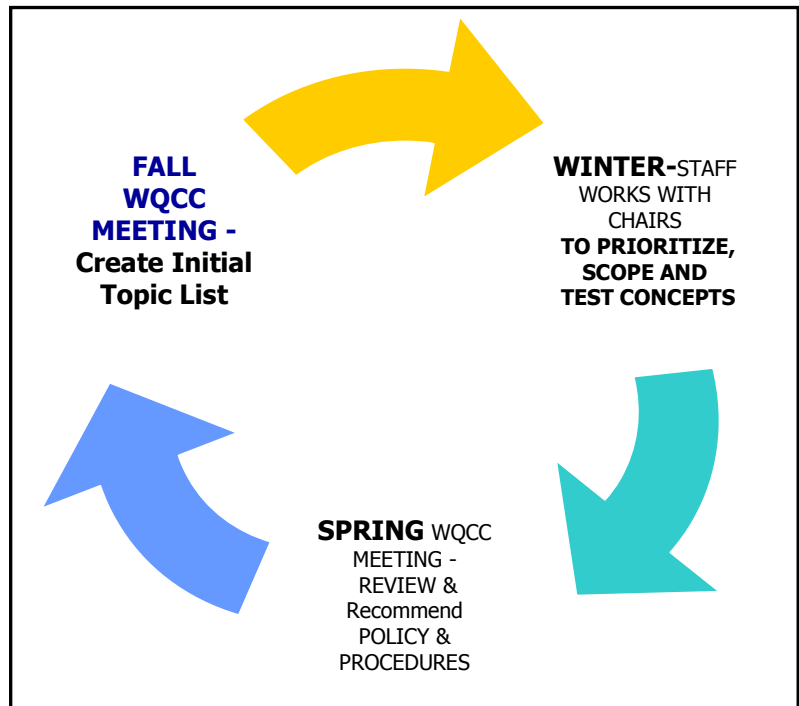 FALL
WQCC
MEETING -
Create Initial
Topic List
WINTER-STAFF
WORKS WITH
CHAIRS
TO PRIORITIZE,
SCOPE AND
TEST CONCEPTS
SPRING WQCC
MEETING -
REVIEW &
Recommend
POLICY &
PROCEDURES